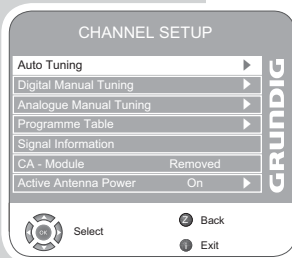 CHANNEL SETUP
Auto Tuning
Digital Manual Tuning
Analogue Manual Tuning
Programme Table
Signal Information
CA - Module Removed
Active Antenna Power On
GRUNDIG
OK Select
Z Back
i Exit